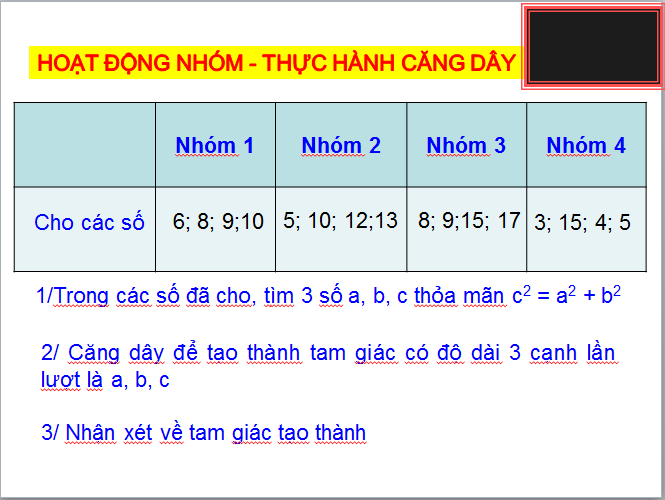 HOẠT ĐỘNG NHÓM - THỰC HÀNH CĂNG DÂY
Nhóm 1 Nhóm 2 Nhóm 3 Nhóm 4
Cho các số 6; 8; 9;10 5; 10; 12;13 8; 9;15; 17 3; 15; 4; 5
1/Trong các số đã cho, tìm 3 số a, b, c thỏa mãn c² = a² + b²
2/ Căng dây để tạo thành tam giác có độ dài 3 cạnh lần
lượt là a, b, c
3/ Nhận xét về tam giác tạo thành